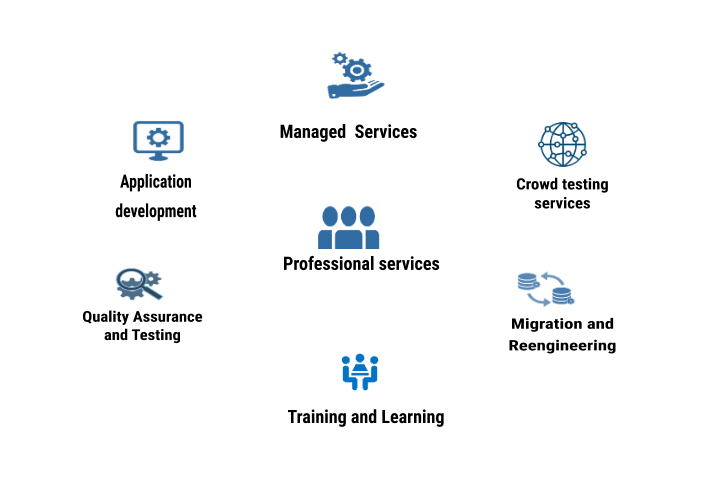 Managed Services
Application
development
Crowd testing
services
Professional services
Quality Assurance
and Testing
Migration and
Reengineering
Training and Learning